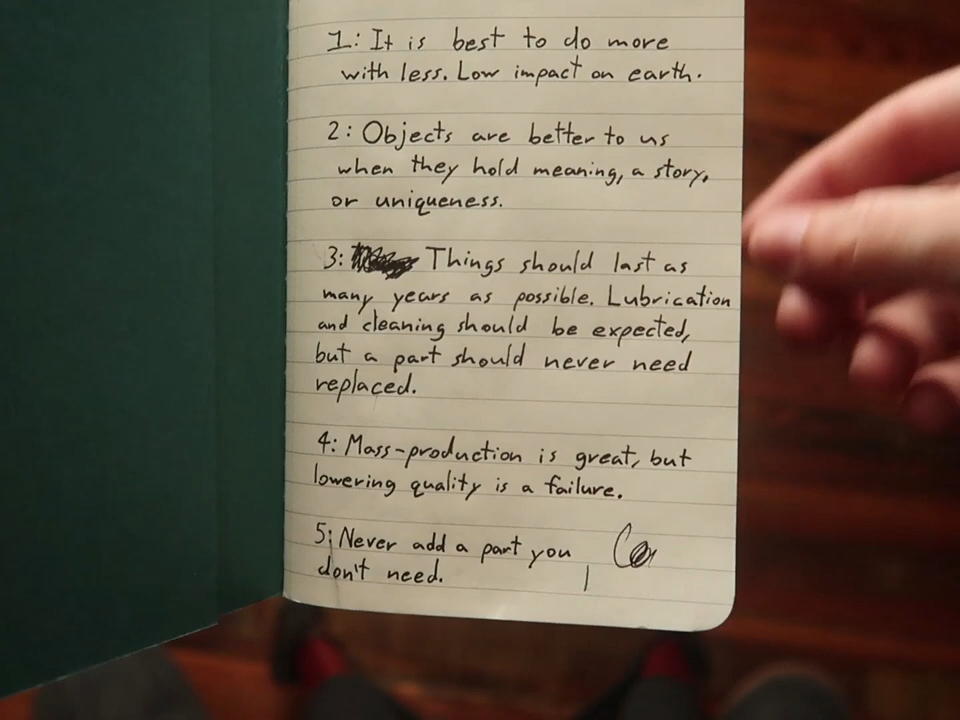 1: It is best to do more
with less. Low impact on earth.
2: Objects are better to us
when they hold meaning, a story,
or uniqueness.
3: Things should last as
many years as possible. Lubrication
and cleaning should be expected,
but a part should never need
replaced.
4: Mass-production is great, but
lowering quality is a failure.
5: Never add a part you
don't need.